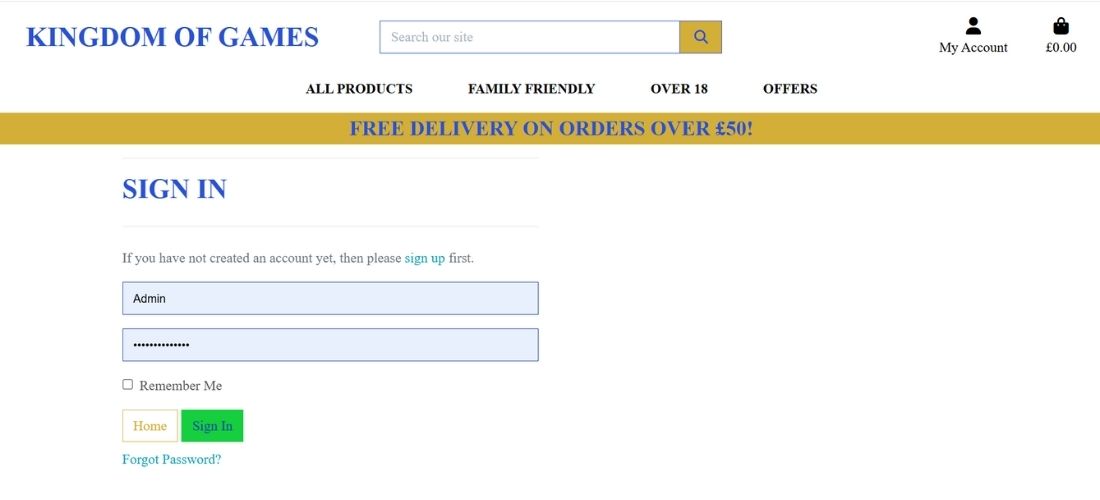 KINGDOM OF GAMES
Search our site
My Account
£0.00
ALL PRODUCTS FAMILY FRIENDLY OVER 18 OFFERS
FREE DELIVERY ON ORDERS OVER £50!
SIGN IN
If you have not created an account yet, then please sign up first.
Admin
••••••••••••••
Remember Me
Home Sign In
Forgot Password?